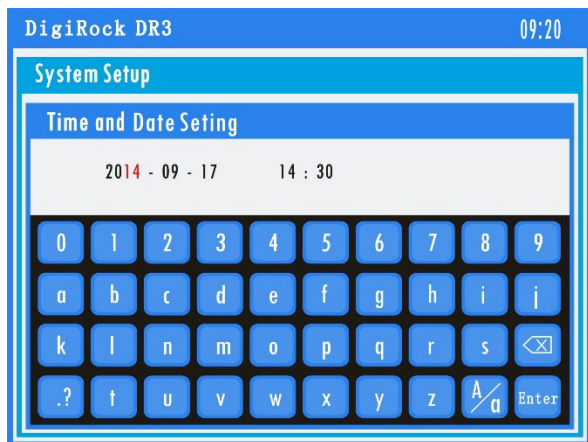 DigiRock DR3 09:20
System Setup
Time and Date Seting
2014 - 09 - 17 14 : 30
0 1 2 3 4 5 6 7 8 9
a b c d e f g h i j
k l n m o p q r s
.? t u v w x y z A/a Enter